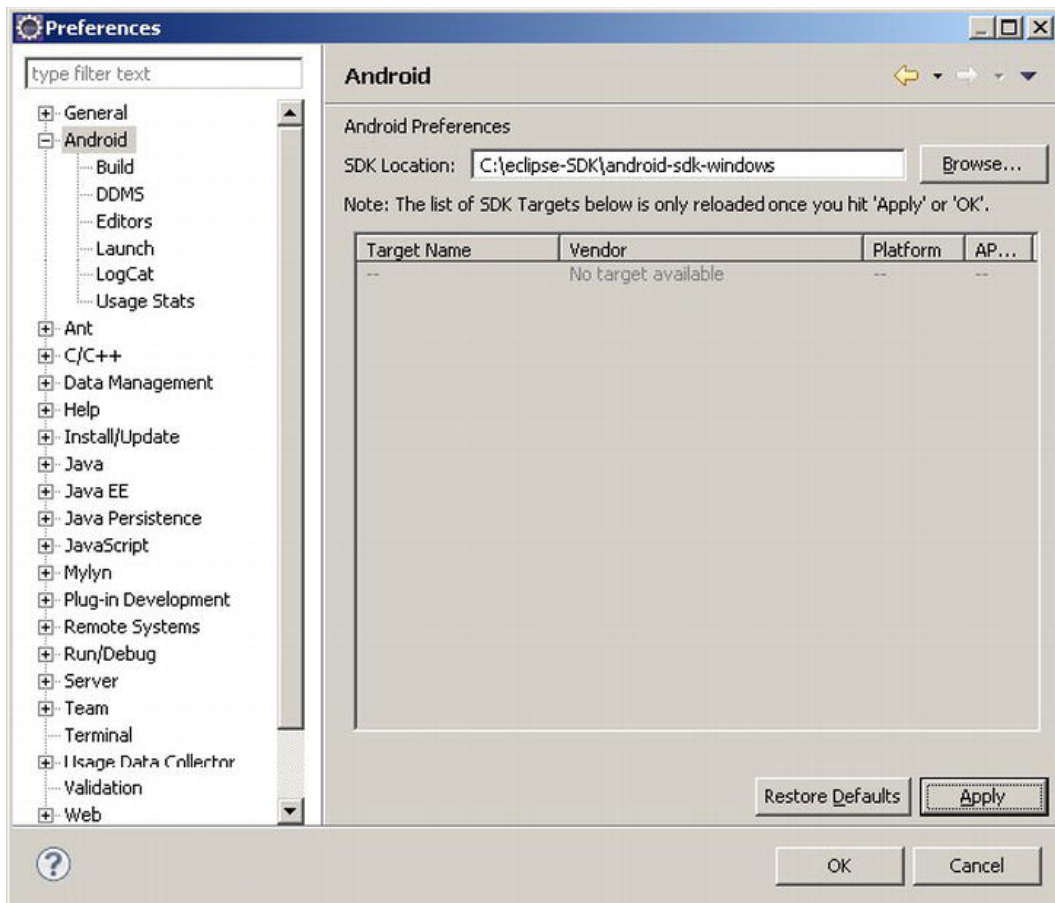 Preferences
type filter text
General
Android
Build
DDMS
Editors
Launch
LogCat
Usage Stats
Ant
C/C++
Data Management
Help
Install/Update
Java
Java EE
Java Persistence
JavaScript
Mylyn
Plug-in Development
Remote Systems
Run/Debug
Server
Team
Terminal
Usage Data Collector
Validation
Web
Android
Android Preferences
SDK Location: C:\eclipse-SDK\android-sdk-windows Browse...
Note: The list of SDK Targets below is only reloaded once you hit 'Apply' or 'OK'.
Target Name Vendor Platform AP...
-- No target available -- --
Restore Defaults Apply
? OK Cancel